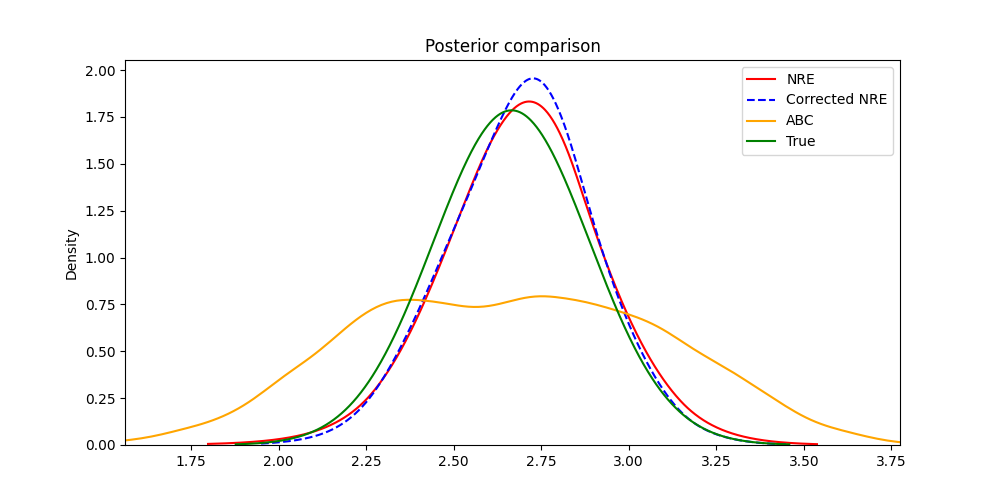 Posterior comparison
NRE
Corrected NRE
ABC
True
Density
2.00
1.75
1.50
1.25
1.00
0.75
0.50
0.25
0.00
1.75 2.00 2.25 2.50 2.75 3.00 3.25 3.50 3.75